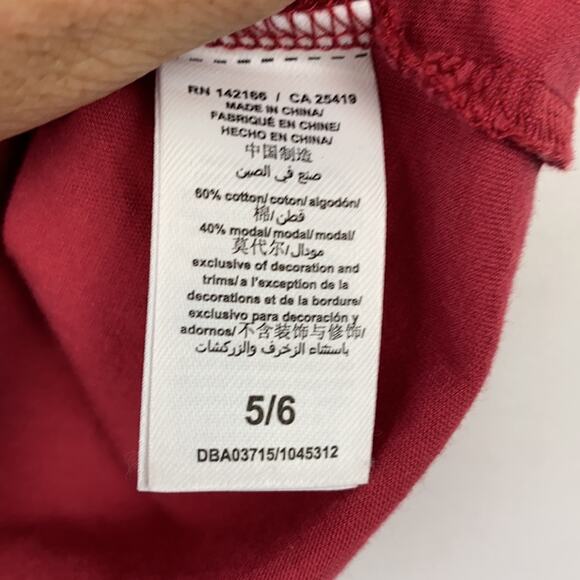 RN 142166 / CA 25419
MADE IN CHINA/
FABRIQUÉ EN CHINE/
HECHO EN CHINA/
中国制造
صنع في الصين
60% cotton/coton/algodón/
棉/قطن/
40% modal/modal/modal/
莫代尔/مودال/
exclusive of decoration and
trims/a l'exception de la
decorations et de la bordure/
exclusivo para decoración y
adornos/不含装饰与修饰/
باستثناء الزخرف والزركشات
5/6
DBA03715/1045312